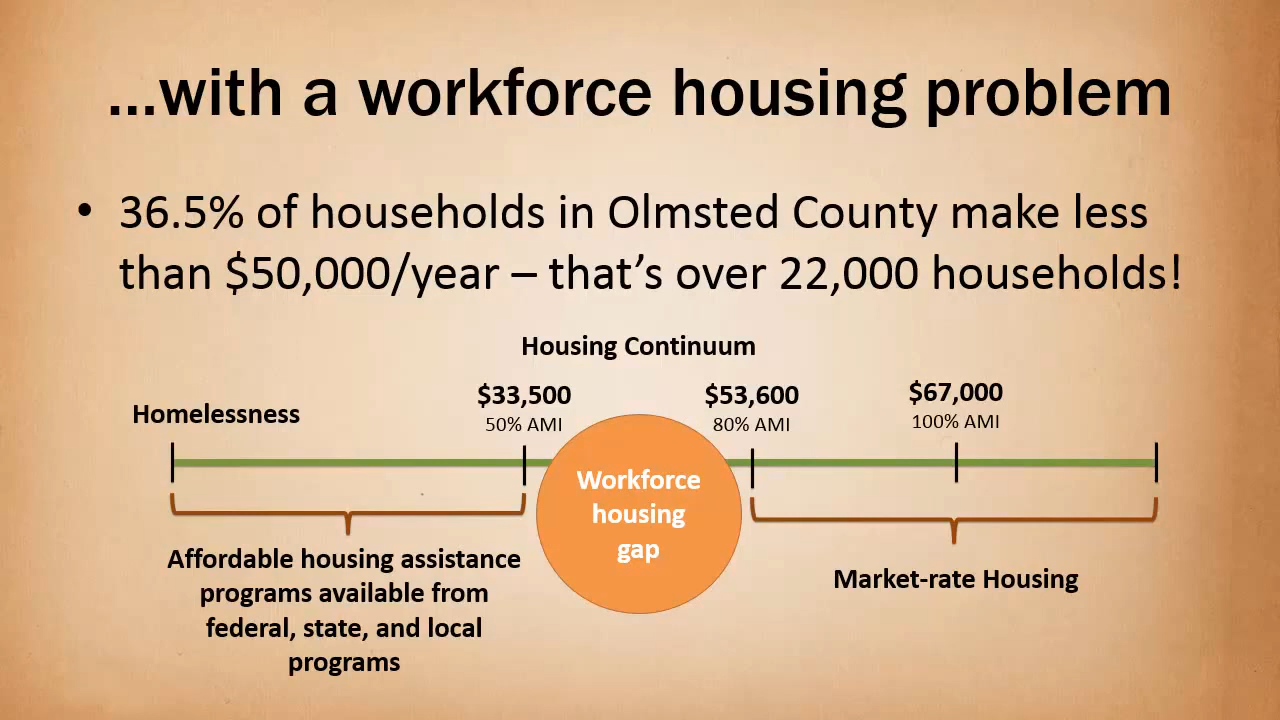 ...with a workforce housing problem
• 36.5% of households in Olmsted County make less
than $50,000/year – that’s over 22,000 households!
Housing Continuum
Homelessness
$33,500
50% AMI
$53,600
80% AMI
$67,000
100% AMI
Workforce
housing
gap
Affordable housing assistance
programs available from
federal, state, and local
programs
Market-rate Housing